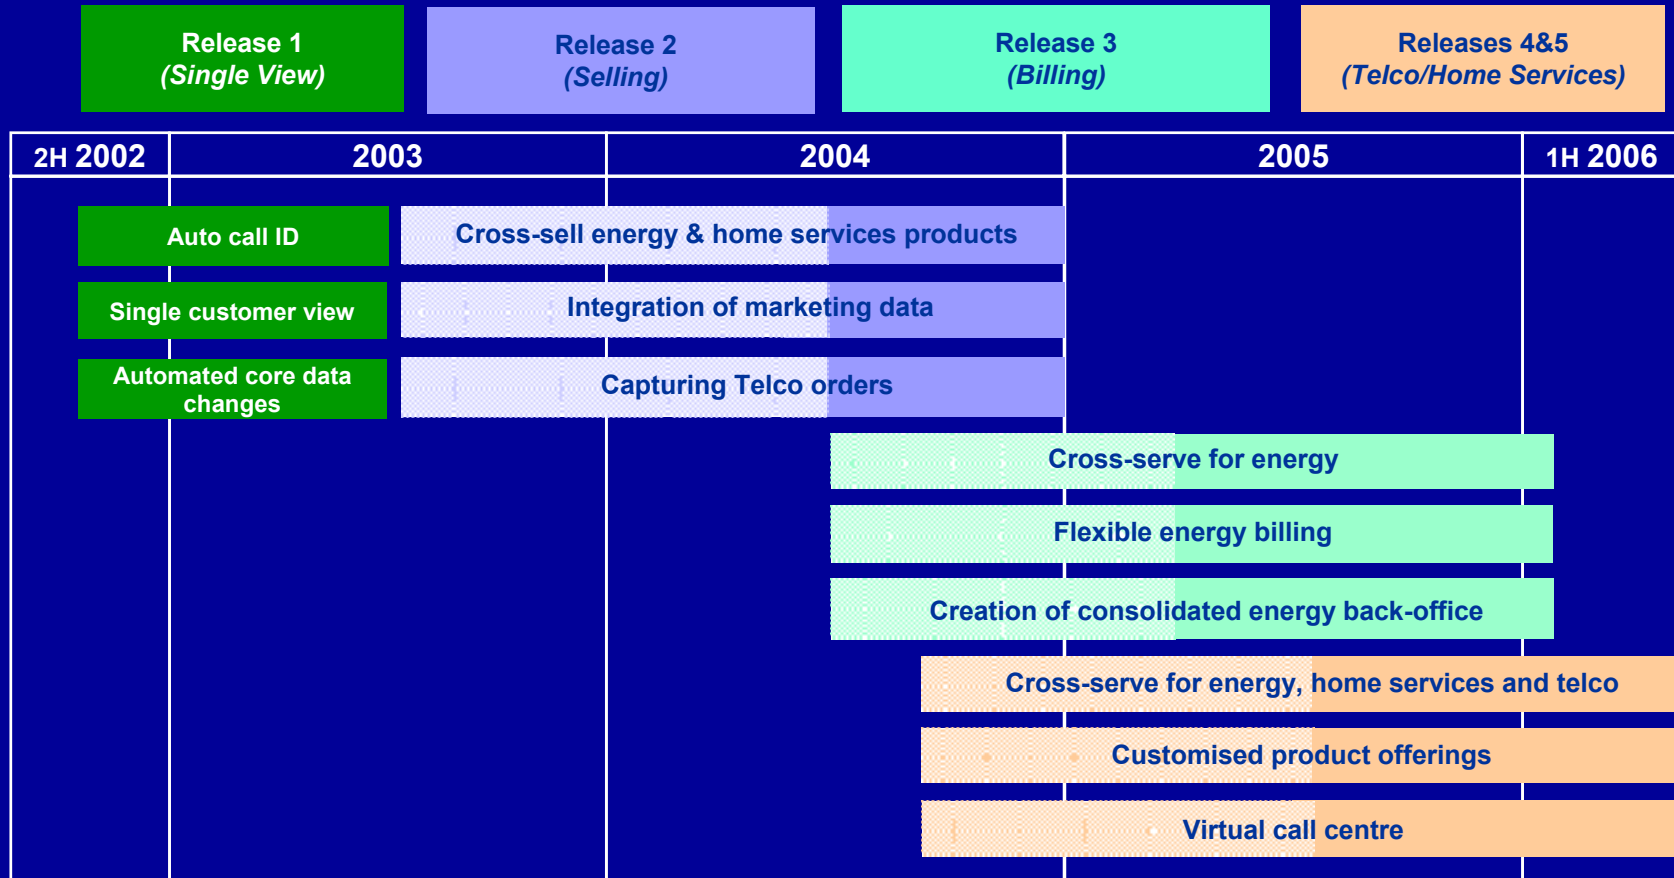 Release 1
(Single View)
Release 2
(Selling)
Release 3
(Billing)
Releases 4&5
(Telco/Home Services)
2H 2002
2003
2004
2005
1H 2006
Auto call ID
Cross-sell energy & home services products
Single customer view
Integration of marketing data
Automated core data
changes
Capturing Telco orders
Cross-serve for energy
Flexible energy billing
Creation of consolidated energy back-office
Cross-serve for energy, home services and telco
Customised product offerings
Virtual call centre